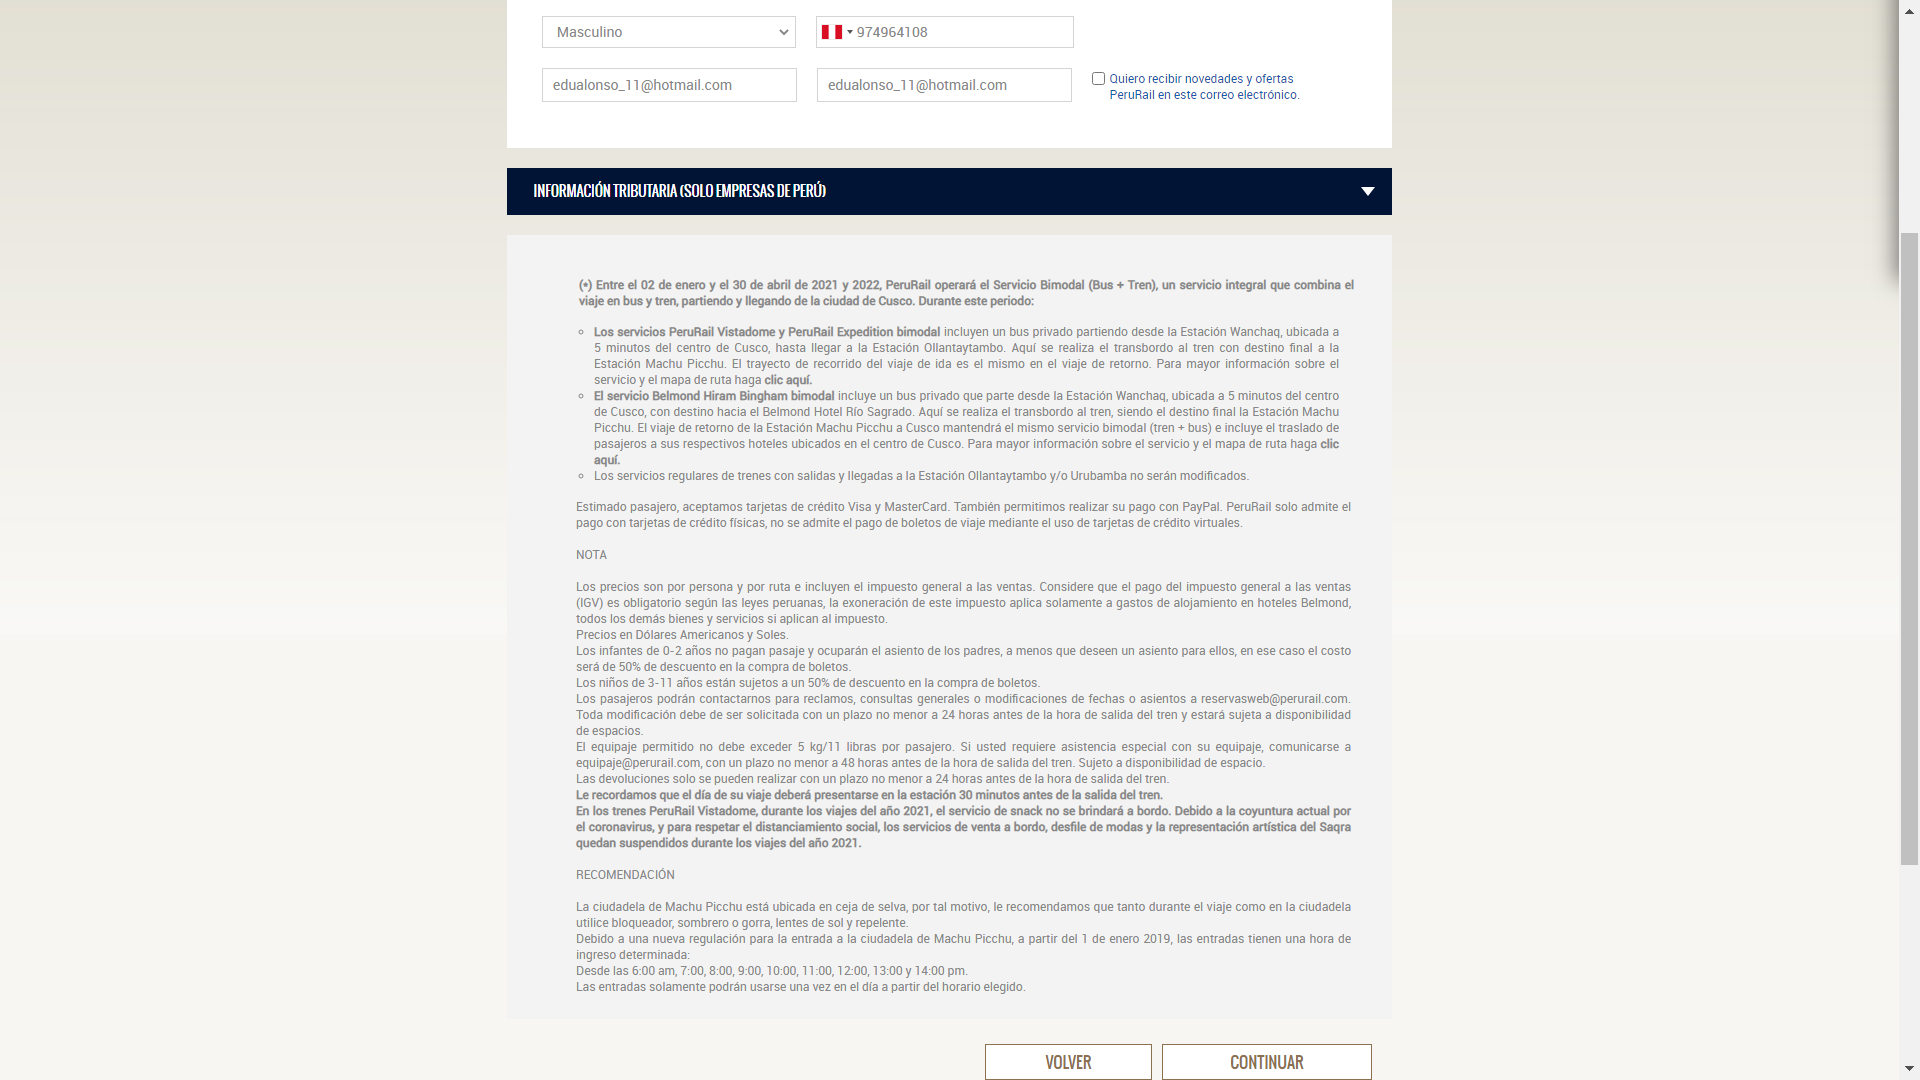 Masculino
974964108
edualonso_11@hotmail.com
edualonso_11@hotmail.com
Quiero recibir novedades y ofertas
PeruRail en este correo electrónico.
INFORMACIÓN TRIBUTARIA (SOLO EMPRESAS DE PERÚ)
(*) Entre el 02 de enero y el 30 de abril de 2021 y 2022, PeruRail operará el Servicio Bimodal (Bus + Tren), un servicio integral que combina el
viaje en bus y tren, partiendo y llegando de la ciudad de Cusco. Durante este periodo:
Los servicios PeruRail Vistadome y PeruRail Expedition bimodal incluyen un bus privado partiendo desde la Estación Wanchaq, ubicada a
5 minutos del centro de Cusco, hasta llegar a la Estación Ollantaytambo. Aquí se realiza el transbordo al tren con destino final a la
Estación Machu Picchu. El trayecto de recorrido del viaje de ida es el mismo en el viaje de retorno. Para mayor información sobre el
servicio y el mapa de ruta haga clic aquí.
El servicio Belmond Hiram Bingham bimodal incluye un bus privado que parte desde la Estación Wanchaq, ubicada a 5 minutos del centro
de Cusco, con destino hacia el Belmond Hotel Río Sagrado. Aquí se realiza el transbordo al tren, siendo el destino final la Estación Machu
Picchu. El viaje de retorno de la Estación Machu Picchu a Cusco mantendrá el mismo servicio bimodal (tren + bus) e incluye el traslado de
pasajeros a sus respectivos hoteles ubicados en el centro de Cusco. Para mayor información sobre el servicio y el mapa de ruta haga clic
aquí.
Los servicios regulares de trenes con salidas y llegadas a la Estación Ollantaytambo y/o Urubamba no serán modificados.
Estimado pasajero, aceptamos tarjetas de crédito Visa y MasterCard. También permitimos realizar su pago con PayPal. PeruRail solo admite el
pago con tarjetas de crédito físicas, no se admite el pago de boletos de viaje mediante el uso de tarjetas de crédito virtuales.
NOTA
Los precios son por persona y por ruta e incluyen el impuesto general a las ventas. Considere que el pago del impuesto general a las ventas
(IGV) es obligatorio según las leyes peruanas, la exoneración de este impuesto aplica solamente a gastos de alojamiento en hoteles Belmond,
todos los demás bienes y servicios si aplican al impuesto.
Precios en Dólares Americanos y Soles.
Los infantes de 0-2 años no pagan pasaje y ocuparán el asiento de los padres, a menos que deseen un asiento para ellos, en ese caso el costo
será de 50% de descuento en la compra de boletos.
Los niños de 3-11 años están sujetos a un 50% de descuento en la compra de boletos.
Los pasajeros podrán contactarnos para reclamos, consultas generales o modificaciones de fechas o asientos a reservasweb@perurail.com.
Toda modificación debe de ser solicitada con un plazo no menor a 24 horas antes de la hora de salida del tren y estará sujeta a disponibilidad
de espacios.
El equipaje permitido no debe exceder 5 kg/11 libras por pasajero. Si usted requiere asistencia especial con su equipaje, comunicarse a
equipaje@perurail.com, con un plazo no menor a 48 horas antes de la hora de salida del tren. Sujeto a disponibilidad de espacio.
Las devoluciones solo se pueden realizar con un plazo no menor a 24 horas antes de la hora de salida del tren.
Le recordamos que el día de su viaje deberá presentarse en la estación 30 minutos antes de la salida del tren.
En los trenes PeruRail Vistadome, durante los viajes del año 2021, el servicio de snack no se brindará a bordo. Debido a la coyuntura actual por
el coronavirus, y para respetar el distanciamiento social, los servicios de venta a bordo, desfile de modas y la representación artística del Saqra
quedan suspendidos durante los viajes del año 2021.
RECOMENDACIÓN
La ciudadela de Machu Picchu está ubicada en ceja de selva, por tal motivo, le recomendamos que tanto durante el viaje como en la ciudadela
utilice bloqueador, sombrero o gorra, lentes de sol y repelente.
Debido a una nueva regulación para la entrada a la ciudadela de Machu Picchu, a partir del 1 de enero 2019, las entradas tienen una hora de
ingreso determinada:
Desde las 6:00 am, 7:00, 8:00, 9:00, 10:00, 11:00, 12:00, 13:00 y 14:00 pm.
Las entradas solamente podrán usarse una vez en el día a partir del horario elegido.
VOLVER
CONTINUAR